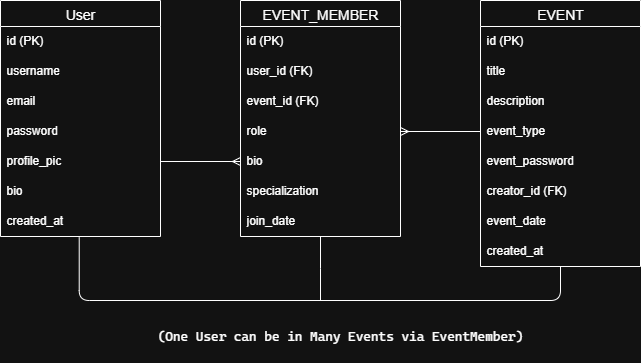 User
id (PK)
username
email
password
profile_pic
bio
created_at
EVENT_MEMBER
id (PK)
user_id (FK)
event_id (FK)
role
bio
specialization
join_date
EVENT
id (PK)
title
description
event_type
event_password
creator_id (FK)
event_date
created_at
(One User can be in Many Events via EventMember)